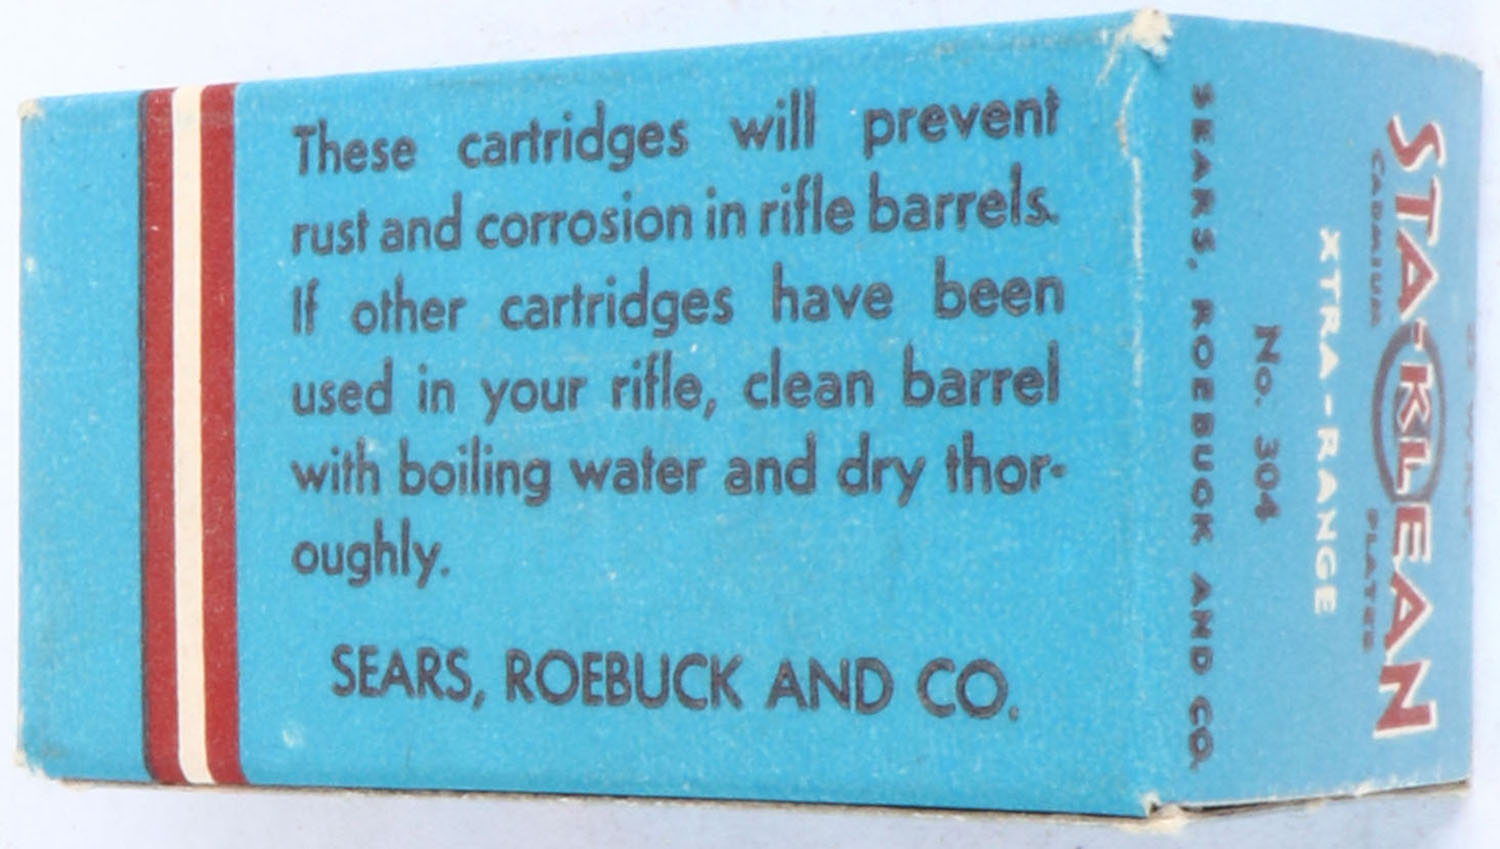 These cartridges will prevent
rust and corrosion in rifle barrels.
If other cartridges have been
used in your rifle, clean barrel
with boiling water and dry thor-
oughly.
SEARS, ROEBUCK AND CO.
STA-KLEAN
CADMIUM PLATED
XTRA-RANGE
No. 304
SEARS, ROEBUCK AND CO.